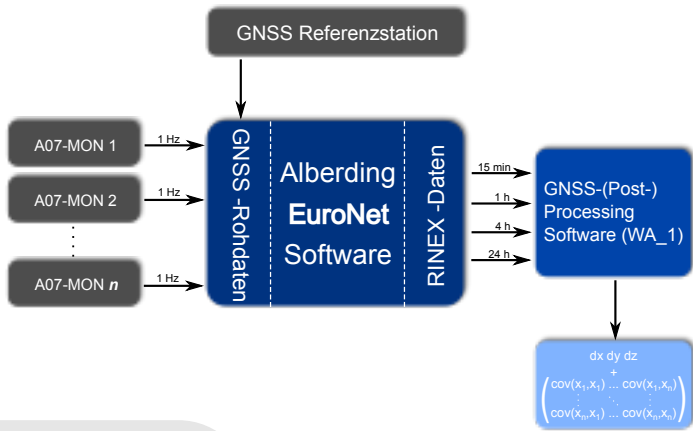 GNSS Referenzstation
A07-MON 1
1 Hz
A07-MON 2
1 Hz
A07-MON n
1 Hz
GNSS -Rohdaten
Alberding
EuroNet
Software
RINEX -Daten
15 min
1 h
4 h
24 h
GNSS-(Post-)
Processing
Software (WA_1)
dx dy dz
+
cov(x₁,x₁) ... cov(x₁,xₙ)
cov(xₙ,x₁) ... cov(xₙ,xₙ)